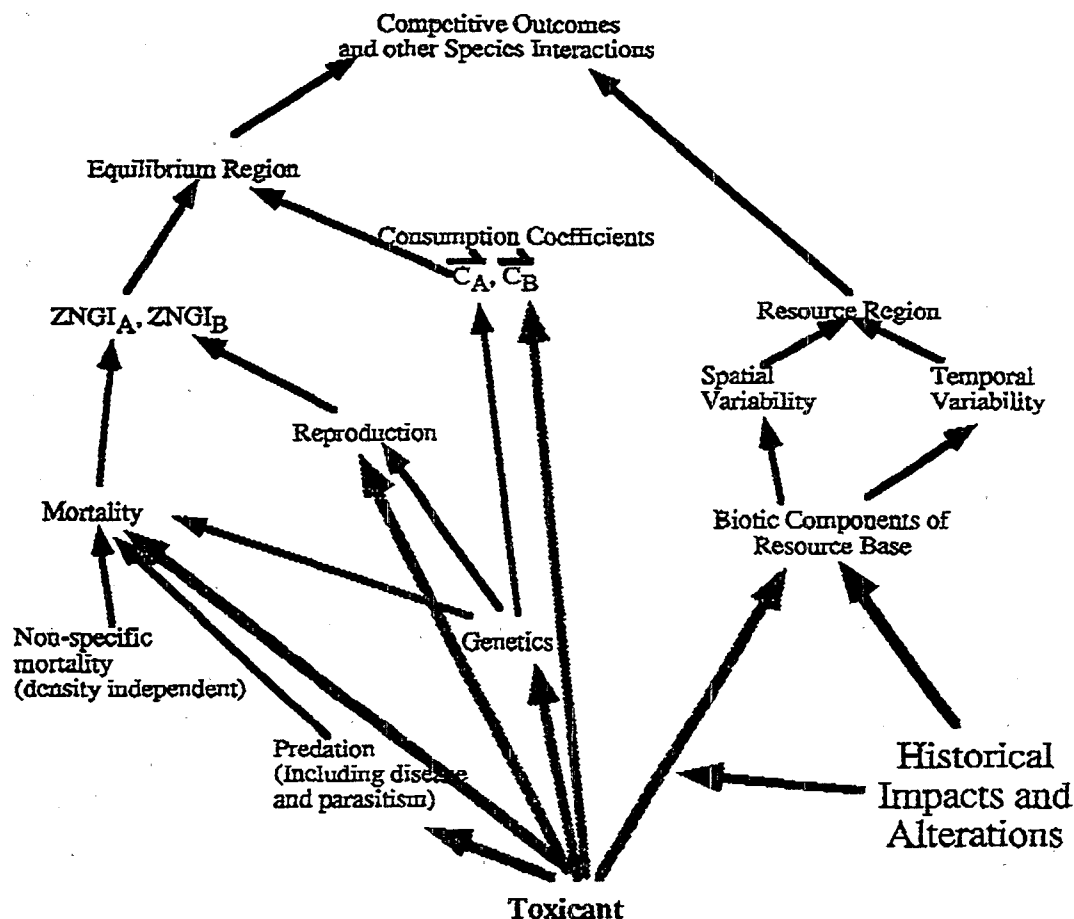 Competitive Outcomes
and other Species Interactions
Equilibrium Region
Consumption Coefficients
C_A, C_B
ZNGI_A, ZNGI_B
Resource Region
Spatial
Variability
Temporal
Variability
Reproduction
Mortality
Biotic Components of
Resource Base
Non-specific
mortality
(density independent)
Genetics
Predation
(Including disease
and parasitism)
Historical
Impacts and
Alterations
Toxicant